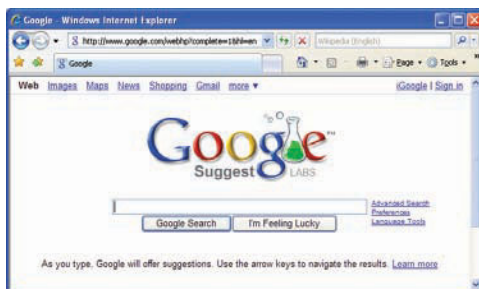 Google - Windows Internet Explorer
http://www.google.com/webhp?complete=1&hl=en
Wikipedia (English)
Google
Page
Tools
Web Images Maps News Shopping Gmail more ▼
iGoogle | Sign in
Google™
Suggest LABS
Advanced Search
Preferences
Language Tools
Google Search I'm Feeling Lucky
As you type, Google will offer suggestions. Use the arrow keys to navigate the results. Learn more